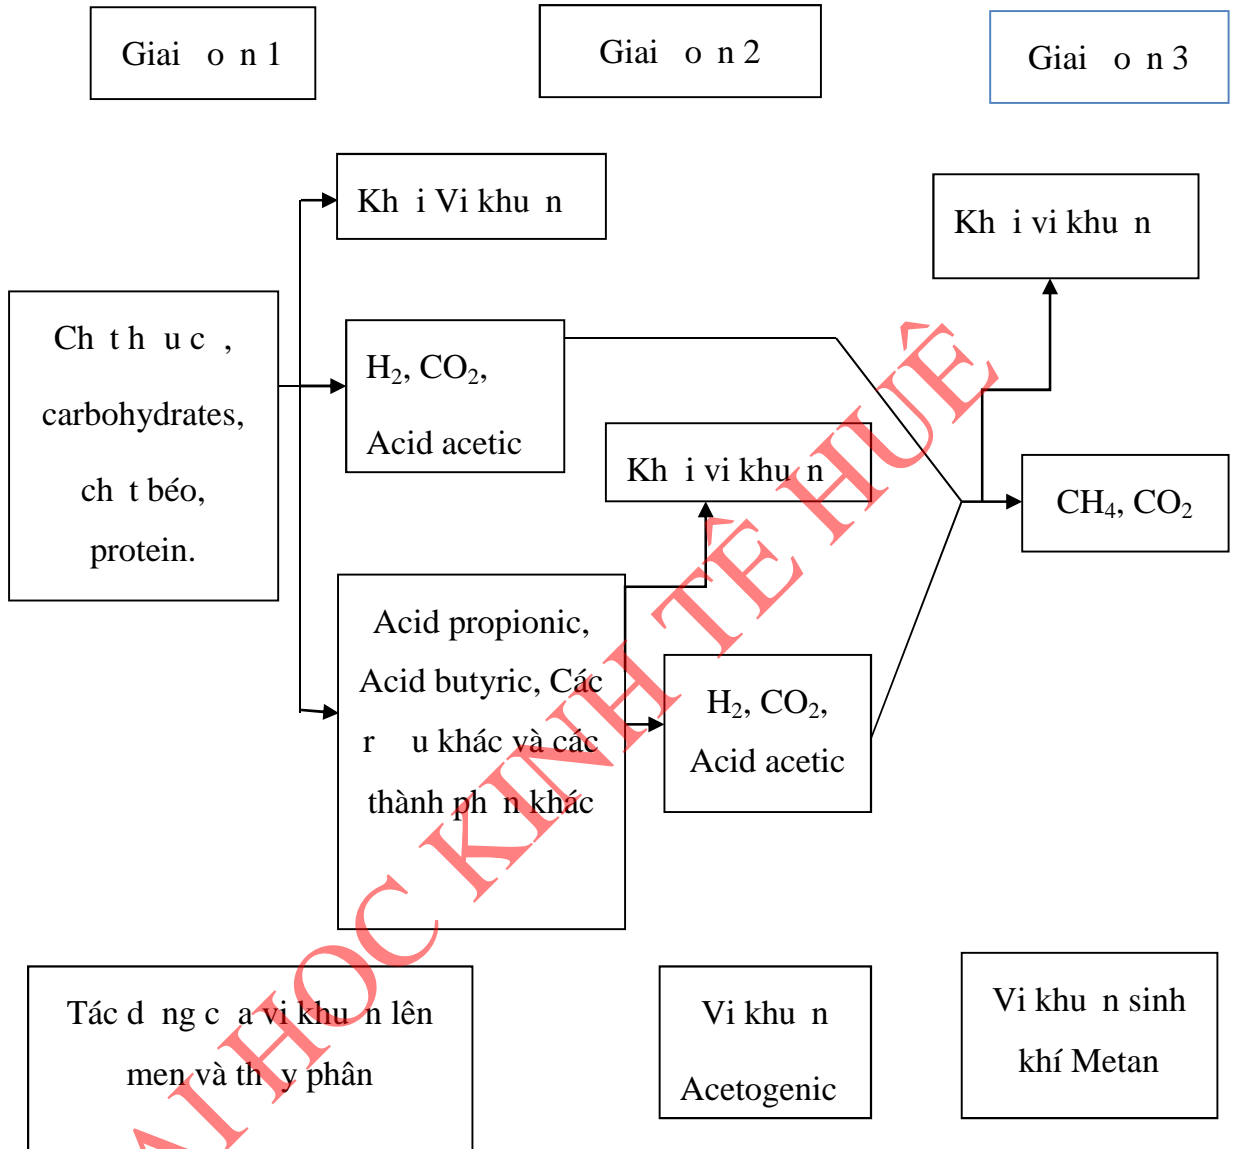 Giai o n 1
Giai o n 2
Giai o n 3
Kh i Vi khu n
Kh i vi khu n
Ch t h u c ,
carbohydrates,
ch t béo,
protein.
H₂, CO₂,
Acid acetic
Kh i vi khu n
CH₄, CO₂
Acid propionic,
Acid butyric, Các
r u khác và các
thành ph n khác
H₂, CO₂,
Acid acetic
Tác d ng c a vi khu n lên
men và th y phân
Vi khu n
Acetogenic
Vi khu n sinh
khí Metan
AI HOC KINH TÊ HUÊ